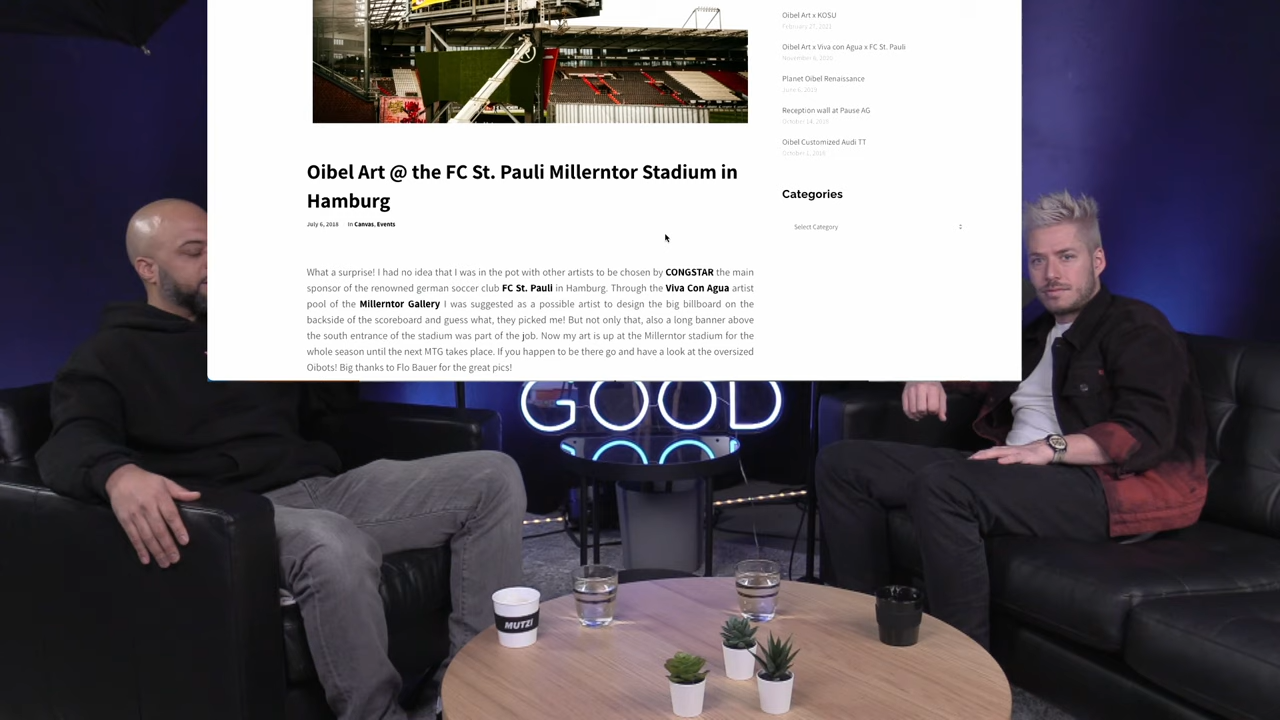 Oibel Art x KOSU
February 27, 2021
Oibel Art x Viva con Agua x FC St. Pauli
November 6, 2020
Planet Oibel Renaissance
Reception wall at Pause AG
Oibel Customized Audi TT
Categories
Select Category
Oibel Art @ the FC St. Pauli Millerntor Stadium in
Hamburg
July 6, 2018 In Canvas, Events
What a surprise! I had no idea that I was in the pot with other artists to be chosen by CONGSTAR the main
sponsor of the renowned german soccer club FC St. Pauli in Hamburg. Through the Viva Con Agua artist
pool of the Millerntor Gallery I was suggested as a possible artist to design the big billboard on the
backside of the scoreboard and guess what, they picked me! But not only that, also a long banner above
the south entrance of the stadium was part of the job. Now my art is up at the Millerntor stadium for the
whole season until the next MTG takes place. If you happen to be there go and have a look at the oversized
Oibots! Big thanks to Flo Bauer for the great pics!
GOOD
MUTZI